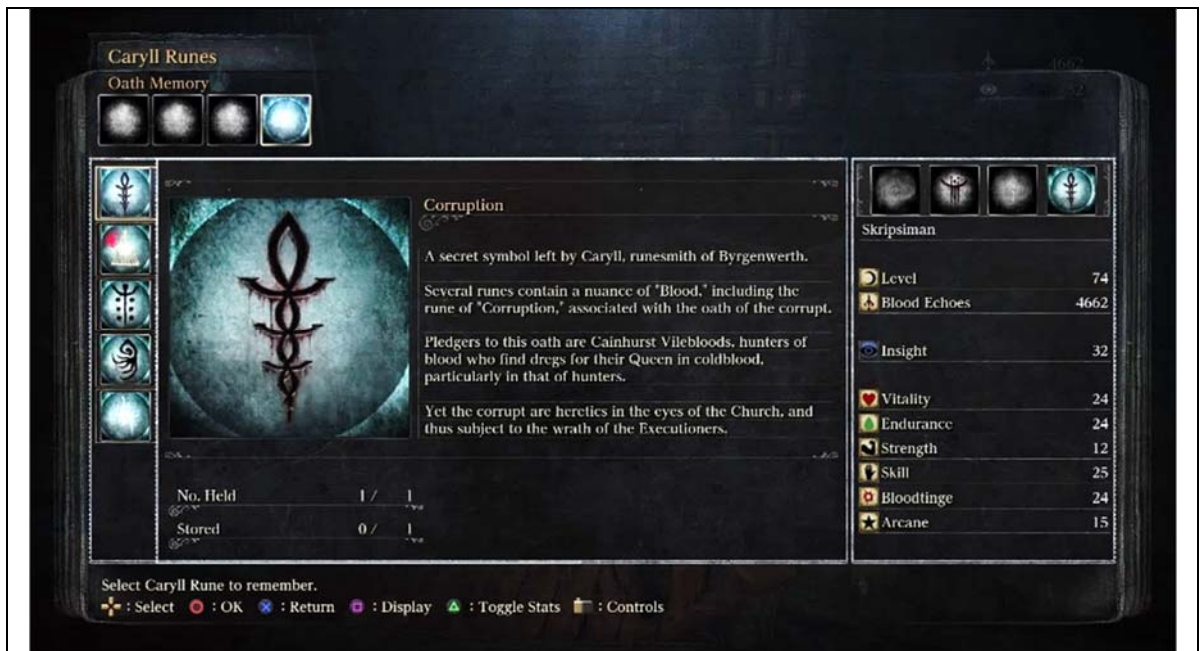 Caryll Runes
Oath Memory
4662
32
Corruption
A secret symbol left by Caryll, runesmith of Byrgenwerth.
Several runes contain a nuance of "Blood," including the
rune of "Corruption," associated with the oath of the corrupt.
Pledgers to this oath are Cainhurst Vilebloods, hunters of
blood who find dregs for their Queen in coldblood,
particularly in that of hunters.
Yet the corrupt are heretics in the eyes of the Church, and
thus subject to the wrath of the Executioners.
No. Held 1 / 1
Stored 0 / 1
Skripsiman
Level 74
Blood Echoes 4662
Insight 32
Vitality 24
Endurance 24
Strength 12
Skill 25
Bloodtinge 24
Arcane 15
Select Caryll Rune to remember.
: Select : OK : Return : Display : Toggle Stats : Controls